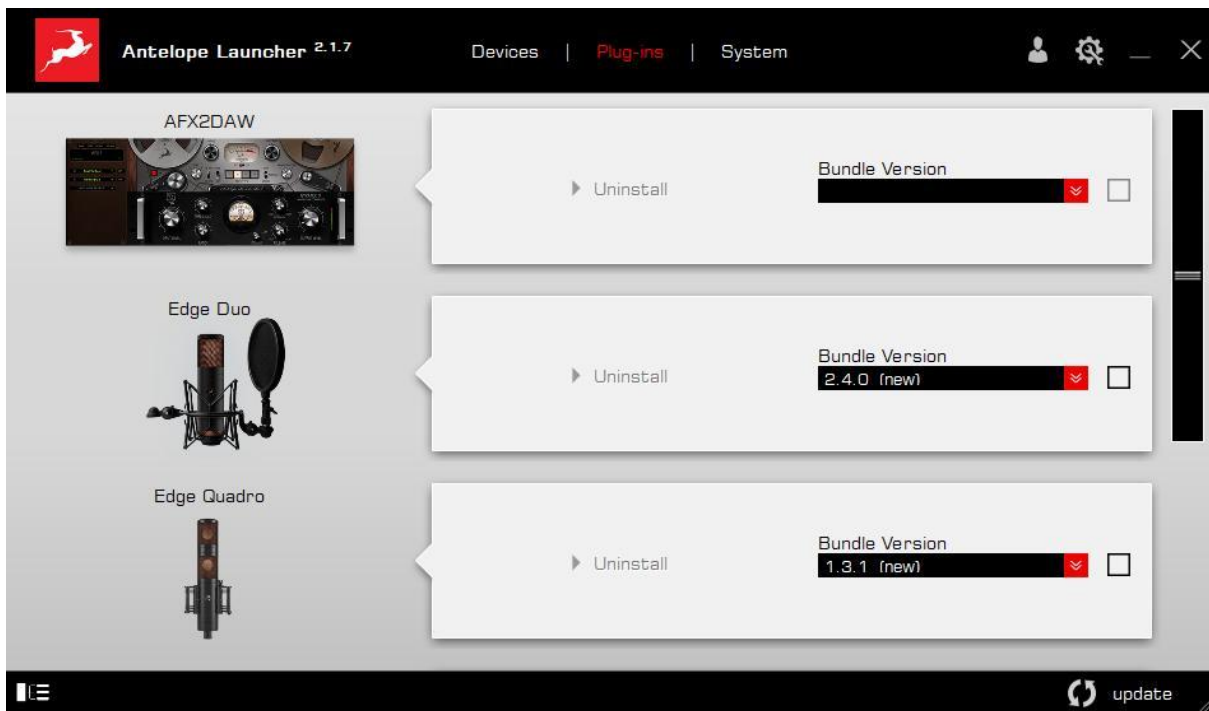 Antelope Launcher 2.1.7
Devices | Plug-ins | System
AFX2DAW
Uninstall
Bundle Version
Edge Duo
Uninstall
Bundle Version
2.4.0 (new)
Edge Quadro
Uninstall
Bundle Version
1.3.1 (new)
update